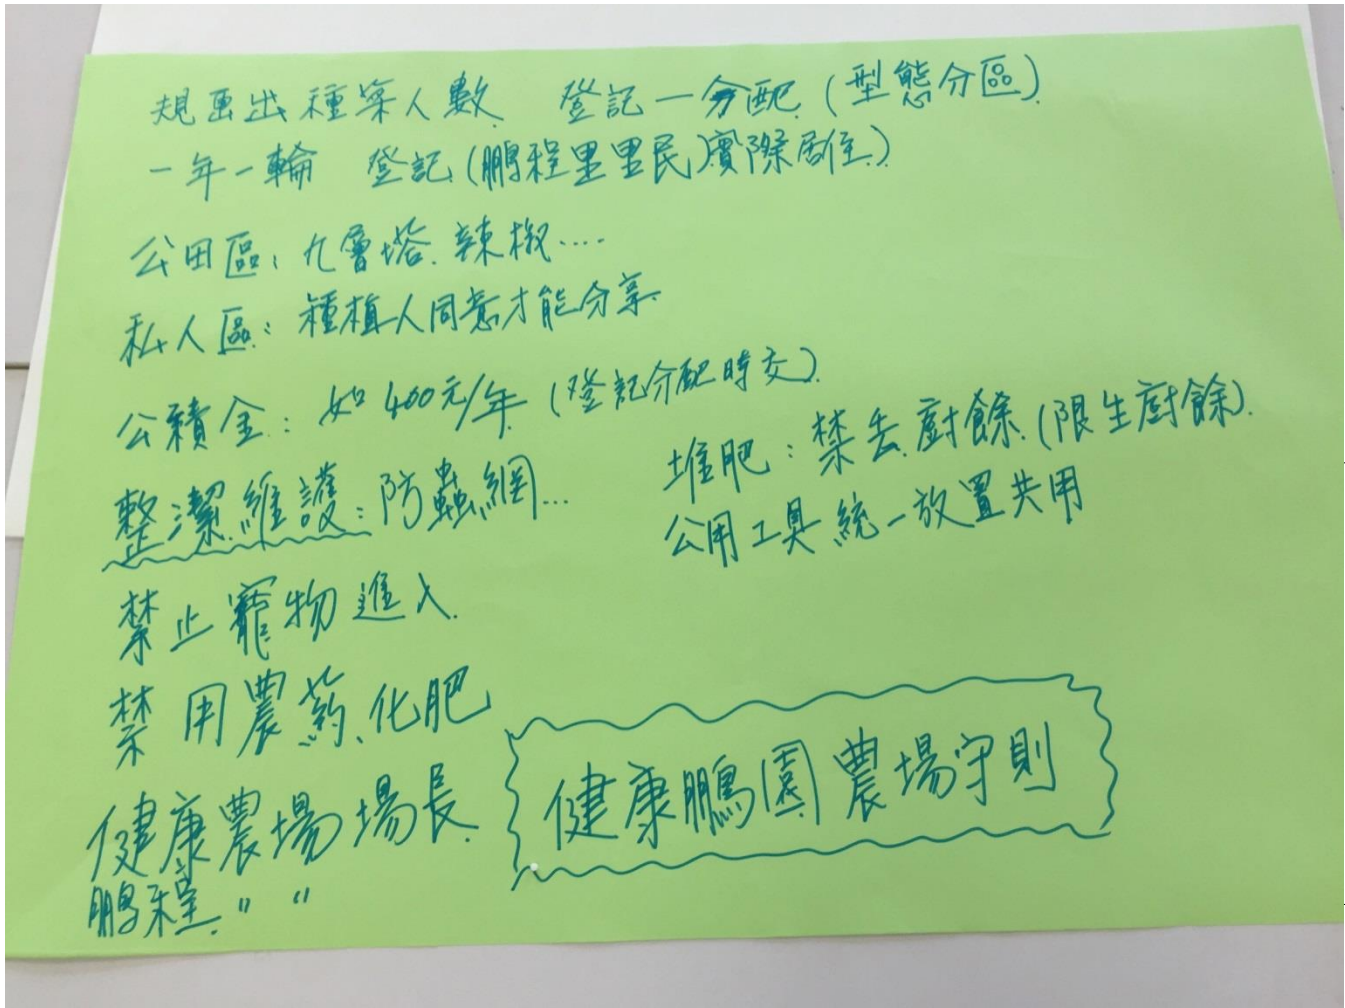 規画出種菜人數 登記一分配(型態分區)
一年一輪 登記(鵬程里里民)實際居住)
公田區：九層塔、辣椒....
私人區：種植人同意才能分享
公積金：如400元/年(登記分配時交)
整潔維護：防蟲網...
禁止寵物進入
禁用農葯、化肥
健康農場場長
鵬程 〃 〃
堆肥：禁丟廚餘(限生廚餘)
公用工具統一放置共用
健康鵬園農場守則